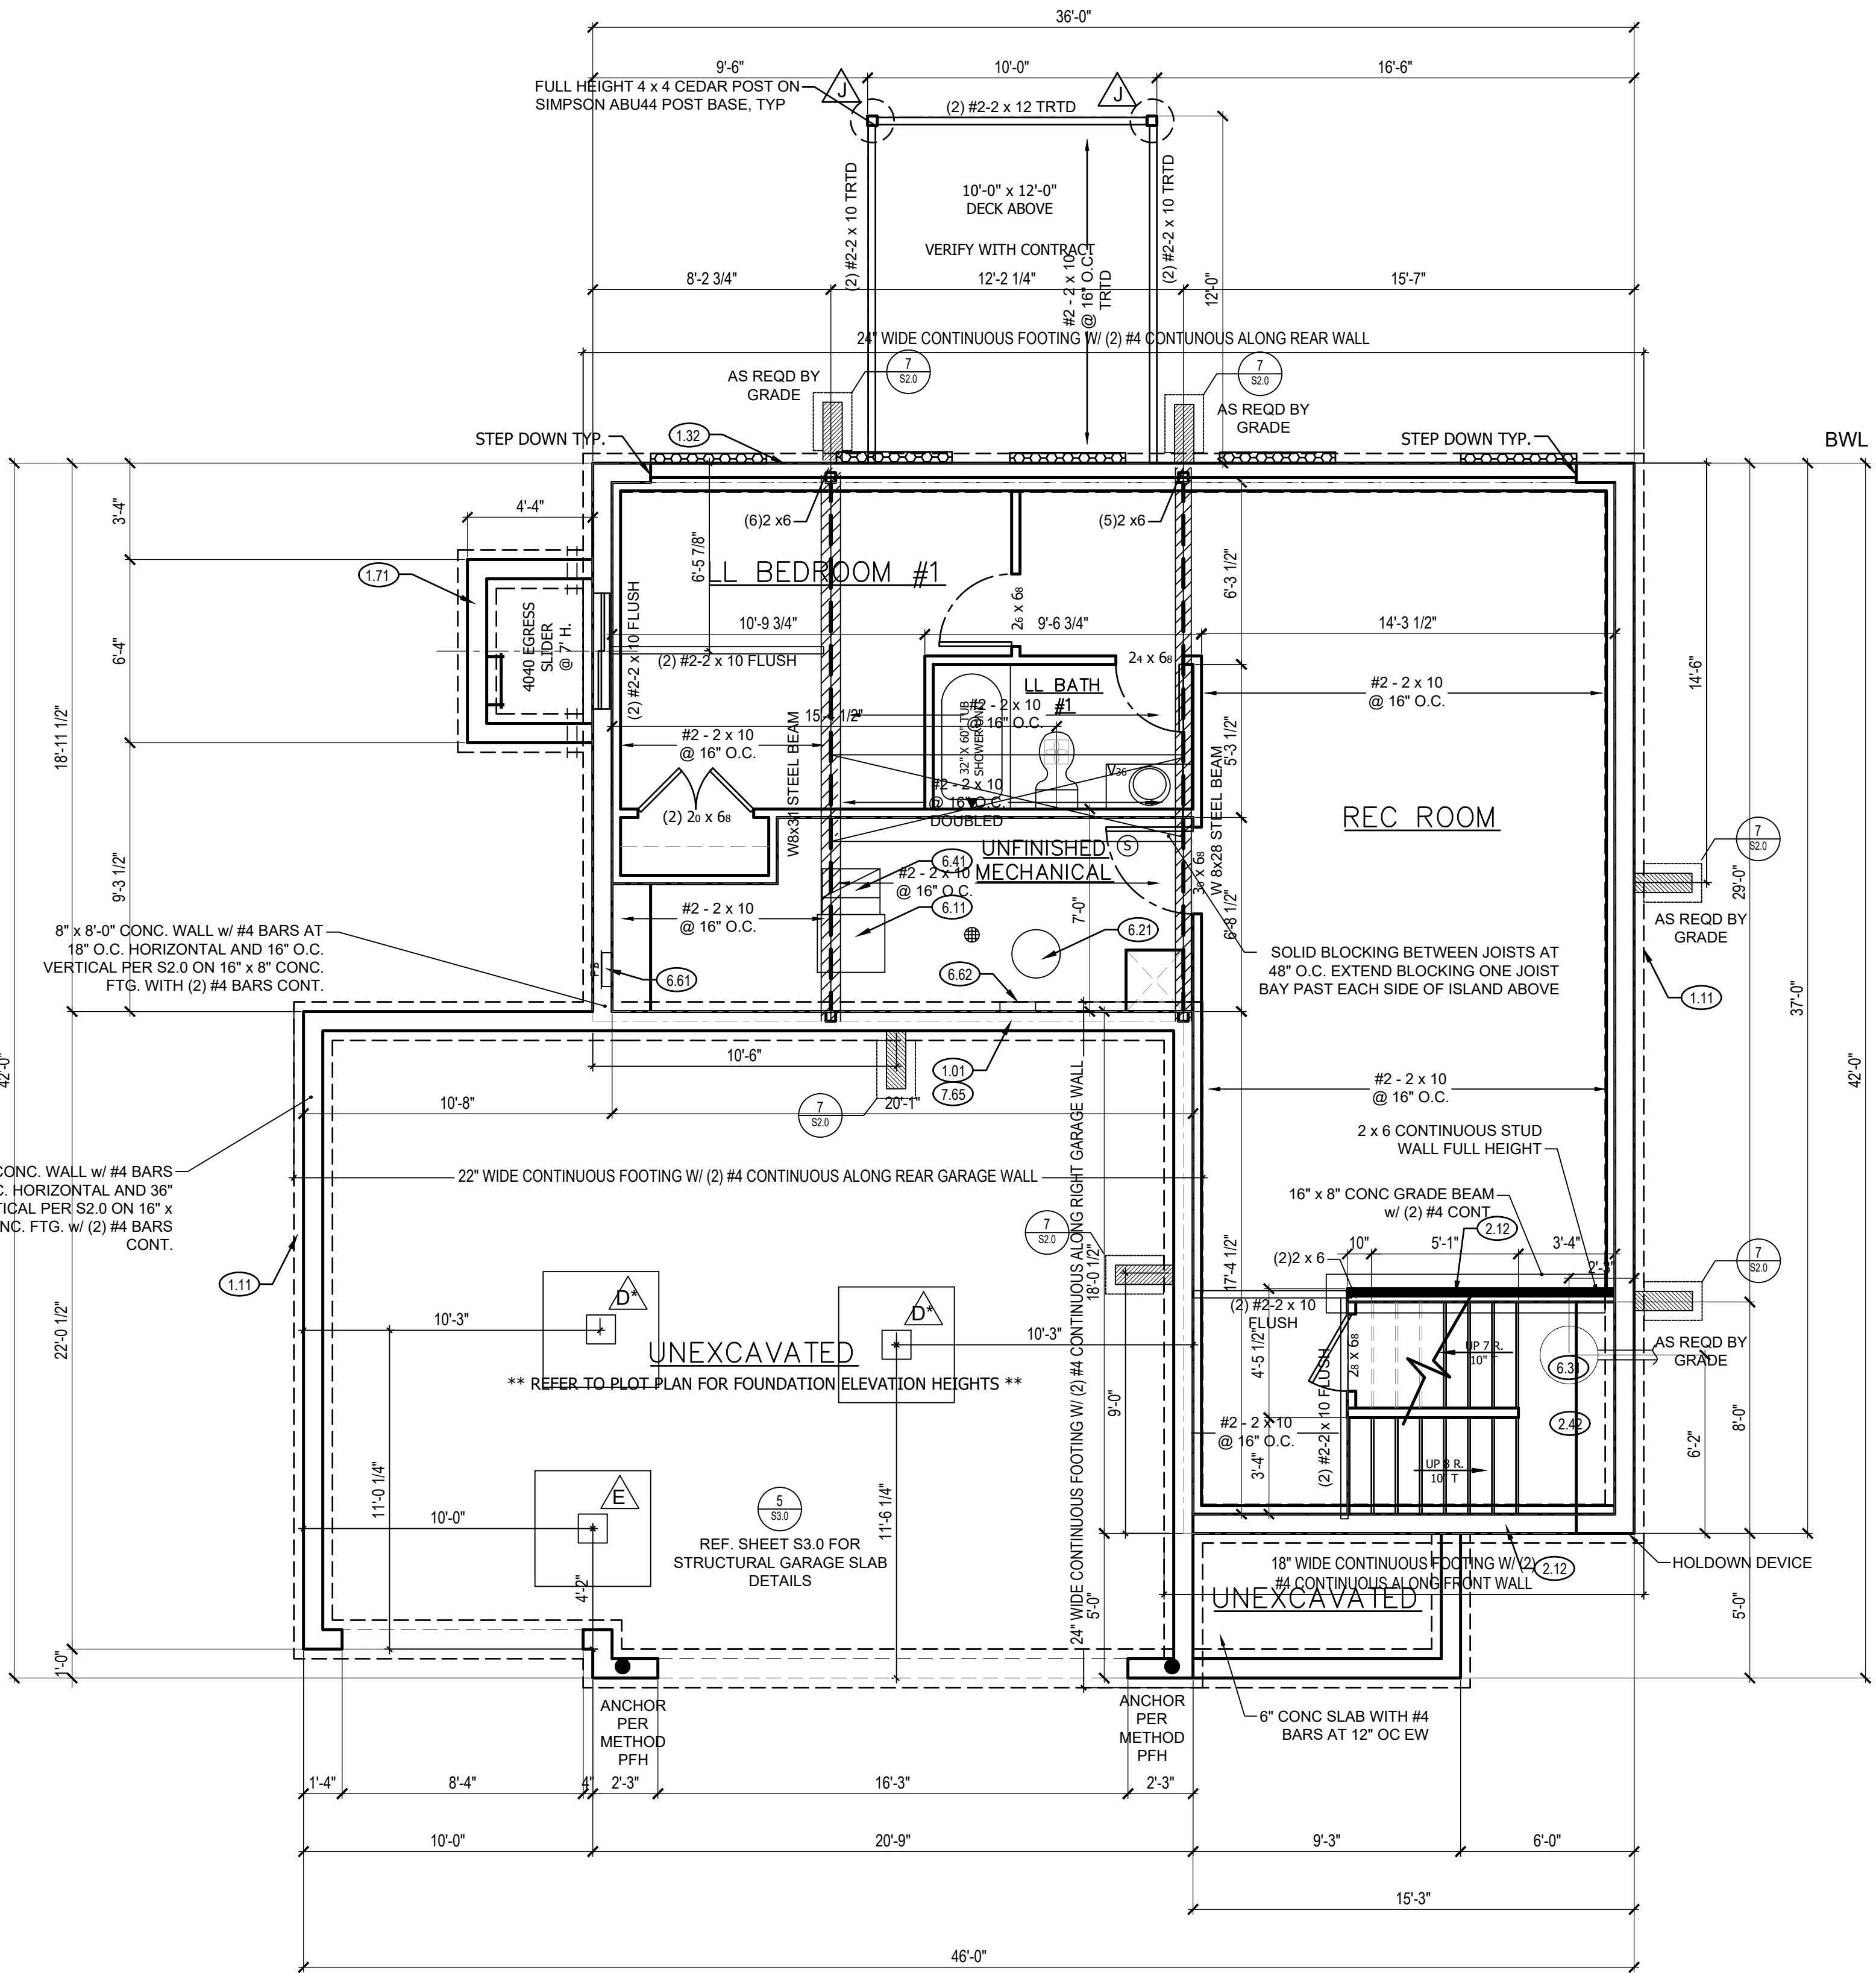 36'-0"
9'-6"
10'-0"
16'-6"
FULL HEIGHT 4 x 4 CEDAR POST ON
SIMPSON ABU44 POST BASE, TYP
J
J
(2) #2-2 x 12 TRTD
(2) #2-2 x 10 TRTD
(2) #2-2 x 10 TRTD
10'-0" x 12'-0"
DECK ABOVE
VERIFY WITH CONTRACT
#2 - 2 x 10
@ 16" O.C.
TRTD
12'-0"
8'-2 3/4"
12'-2 1/4"
15'-7"
24" WIDE CONTINUOUS FOOTING W/ (2) #4 CONTUNOUS ALONG REAR WALL
7
S2.0
7
S2.0
AS REQD BY
GRADE
AS REQD BY
GRADE
STEP DOWN TYP.
1.32
STEP DOWN TYP.
BWL
3'-4"
4'-4"
(6)2 x6
(5)2 x6
6'-5 7/8"
6'-3 1/2"
LL BEDROOM #1
1.71
6'-4"
4040 EGRESS
SLIDER
@ 7' H.
(2) #2-2 x 10 FLUSH
10'-9 3/4"
26 x 68
9'-6 3/4"
14'-3 1/2"
(2) #2-2 x 10 FLUSH
24 x 68
LL BATH
#1
#2 - 2 x 10
@ 16" O.C.
14'-6"
18'-11 1/2"
#2 - 2 x 10
@ 16" O.C.
32" X 60" TUB
#2 - 2 x 10
@ 16" O.C.
W8x31 STEEL BEAM
5'-3 1/2"
V36
#2 - 2 x 10
@ 16" O.C.
DOUBLED
(2) 20 x 68
W 8x28 STEEL BEAM
REC ROOM
7
S2.0
UNFINISHED
MECHANICAL
S
6.41
30 x 68
#2 - 2 x 10
@ 16" O.C.
6.11
9'-3 1/2"
#2 - 2 x 10
@ 16" O.C.
7'-0"
6'-8 1/2"
29'-0"
AS REQD BY
GRADE
8" x 8'-0" CONC. WALL w/ #4 BARS AT
18" O.C. HORIZONTAL AND 16" O.C.
VERTICAL PER S2.0 ON 16" x 8" CONC.
FTG. WITH (2) #4 BARS CONT.
6.21
6.61
6.62
SOLID BLOCKING BETWEEN JOISTS AT
48" O.C. EXTEND BLOCKING ONE JOIST
BAY PAST EACH SIDE OF ISLAND ABOVE
1.11
37'-0"
42'-0"
42'-0"
10'-6"
1.01
7.65
10'-8"
7
S2.0
20'-1"
#2 - 2 x 10
@ 16" O.C.
2 x 6 CONTINUOUS STUD
WALL FULL HEIGHT
CONC. WALL w/ #4 BARS
C. HORIZONTAL AND 36"
TICAL PER S2.0 ON 16" x
NC. FTG. w/ (2) #4 BARS
CONT.
22" WIDE CONTINUOUS FOOTING W/ (2) #4 CONTINUOUS ALONG REAR GARAGE WALL
24" WIDE CONTINUOUS FOOTING W/ (2) #4 CONTINUOUS ALONG RIGHT GARAGE WALL
16" x 8" CONC GRADE BEAM
w/ (2) #4 CONT
2.12
7
S2.0
18'-0 1/2"
17'-4 1/2"
(2)2 x 6
10"
5'-1"
3'-4"
2'-3"
7
S2.0
1.11
D*
D*
(2) #2-2 x 10
FLUSH
10'-3"
10'-3"
22'-0 1/2"
UNEXCAVATED
** REFER TO PLOT PLAN FOR FOUNDATION ELEVATION HEIGHTS **
4'-5 1/2"
28 x 68
UP 7 R.
10" T
6.31
AS REQD BY
GRADE
9'-0"
#2 - 2 x 10
@ 16" O.C.
(2) #2-2 x 10 FLUSH
2.42
8'-0"
6'-2"
3'-4"
UP 8 R.
10" T
11'-0 1/4"
E
10'-0"
5
S3.0
11'-6 1/4"
REF. SHEET S3.0 FOR
STRUCTURAL GARAGE SLAB
DETAILS
4'-2"
5'-0"
18" WIDE CONTINUOUS FOOTING W/ (2)
#4 CONTINUOUS ALONG FRONT WALL
2.12
HOLDOWN DEVICE
UNEXCAVATED
5'-0"
1'-0"
ANCHOR
PER
METHOD
PFH
ANCHOR
PER
METHOD
PFH
6" CONC SLAB WITH #4
BARS AT 12" OC EW
1'-4"
8'-4"
4"
2'-3"
16'-3"
2'-3"
10'-0"
20'-9"
9'-3"
6'-0"
15'-3"
46'-0"